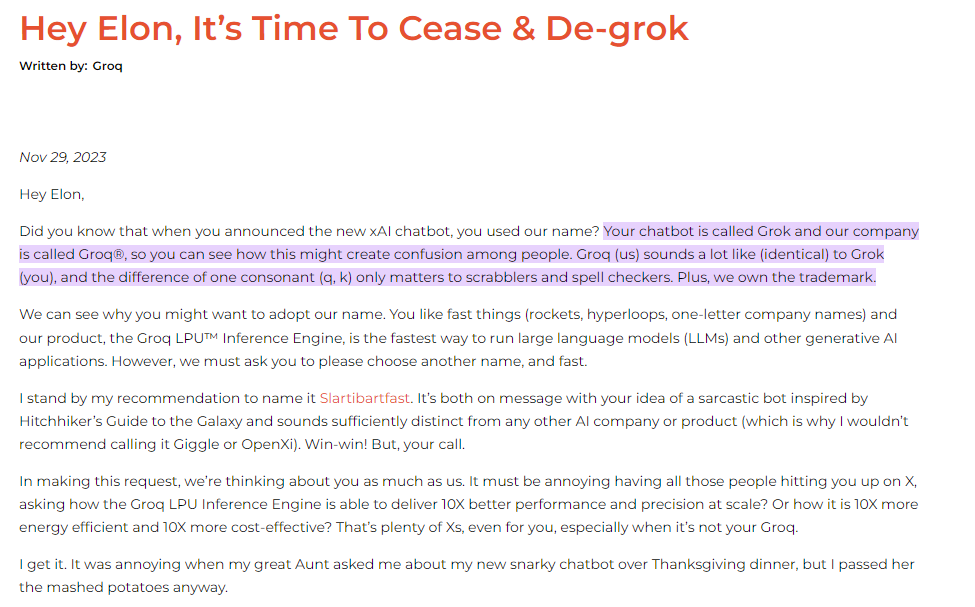 Hey Elon, It’s Time To Cease & De-grok
Written by: Groq
Nov 29, 2023
Hey Elon,
Did you know that when you announced the new xAI chatbot, you used our name? Your chatbot is called Grok and our company
is called Groq®, so you can see how this might create confusion among people. Groq (us) sounds a lot like (identical) to Grok
(you), and the difference of one consonant (q, k) only matters to scrabblers and spell checkers. Plus, we own the trademark.
We can see why you might want to adopt our name. You like fast things (rockets, hyperloops, one-letter company names) and
our product, the Groq LPU™ Inference Engine, is the fastest way to run large language models (LLMs) and other generative AI
applications. However, we must ask you to please choose another name, and fast.
I stand by my recommendation to name it Slartibartfast. It’s both on message with your idea of a sarcastic bot inspired by
Hitchhiker’s Guide to the Galaxy and sounds sufficiently distinct from any other AI company or product (which is why I wouldn’t
recommend calling it Giggle or OpenXi). Win-win! But, your call.
In making this request, we’re thinking about you as much as us. It must be annoying having all those people hitting you up on X,
asking how the Groq LPU Inference Engine is able to deliver 10X better performance and precision at scale? Or how it is 10X more
energy efficient and 10X more cost-effective? That’s plenty of Xs, even for you, especially when it’s not your Groq.
I get it. It was annoying when my great Aunt asked me about my new snarky chatbot over Thanksgiving dinner, but I passed her
the mashed potatoes anyway.